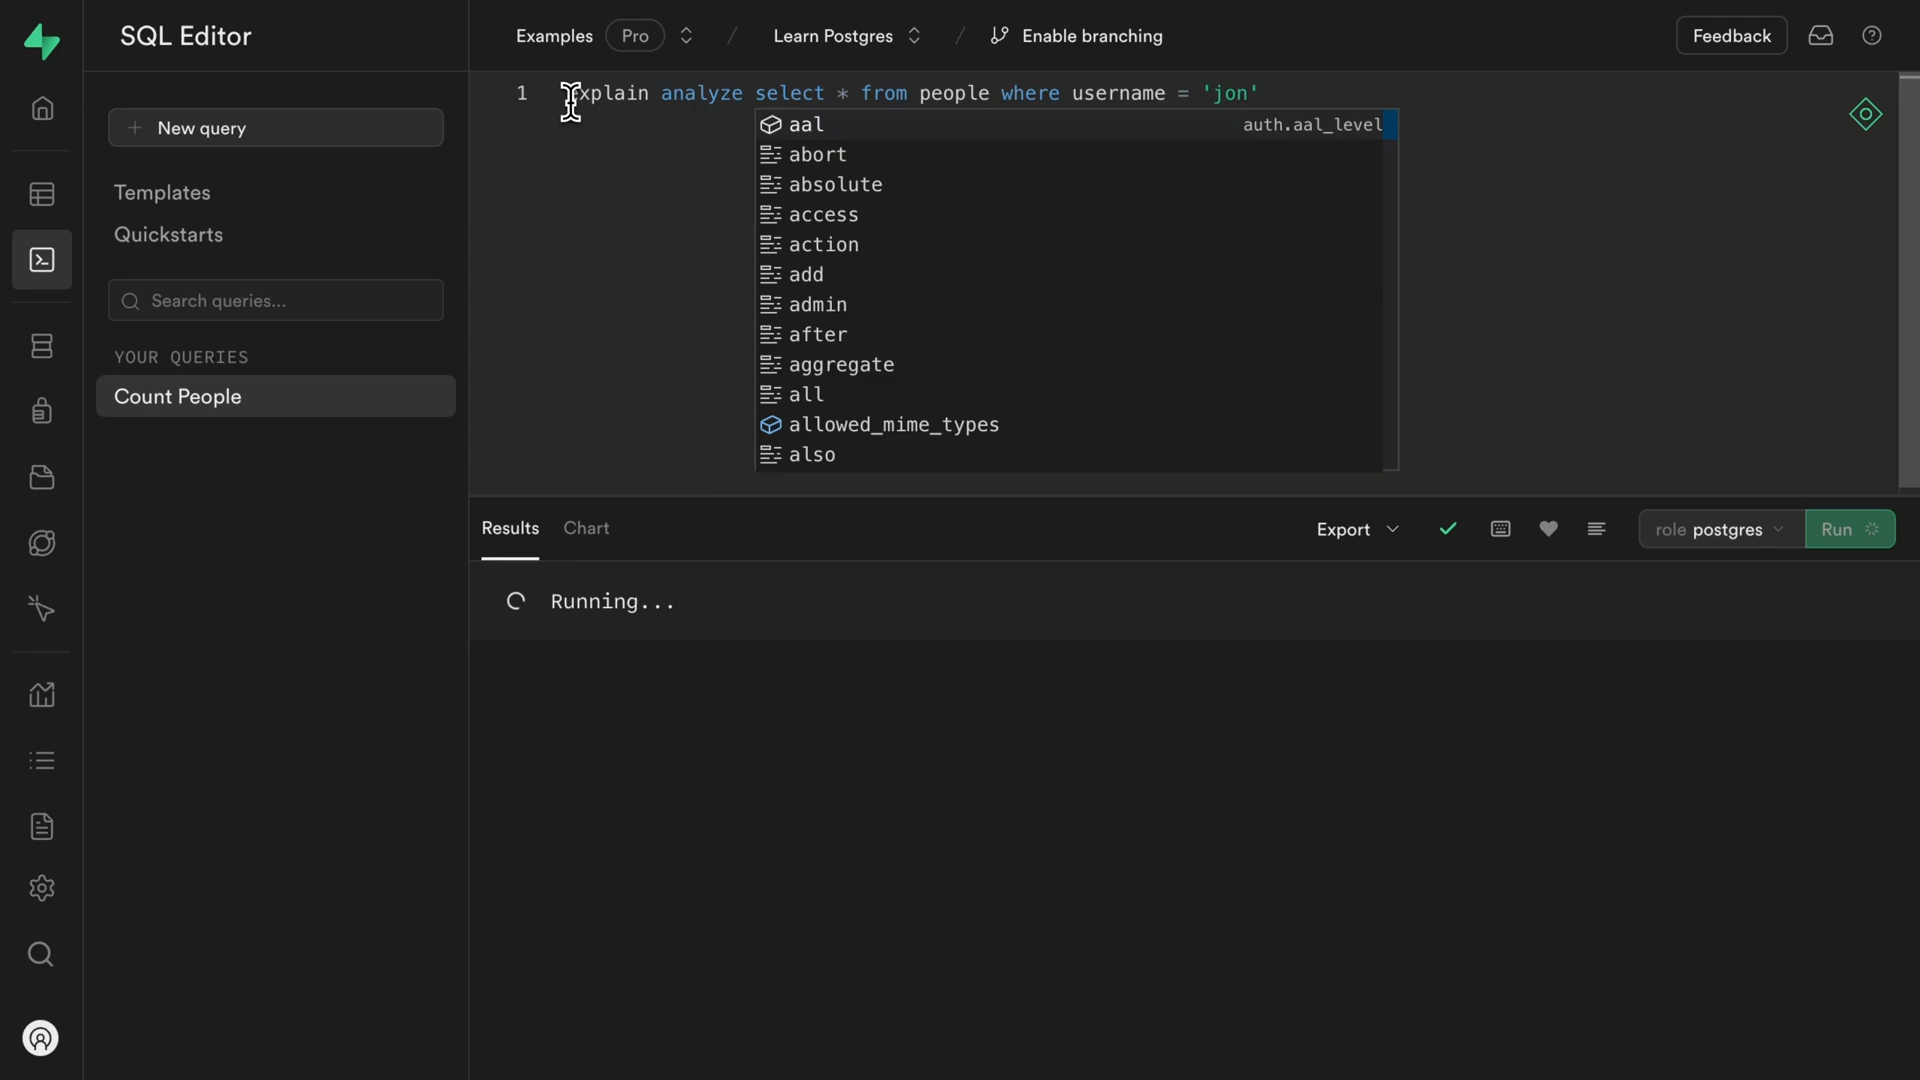 SQL Editor
Examples Pro / Learn Postgres / Enable branching
Feedback
New query
Templates
Quickstarts
Search queries...
YOUR QUERIES
Count People
1 explain analyze select * from people where username = 'jon'
aal auth.aal_level
abort
absolute
access
action
add
admin
after
aggregate
all
allowed_mime_types
also
Results Chart
Export
role postgres Run
Running...